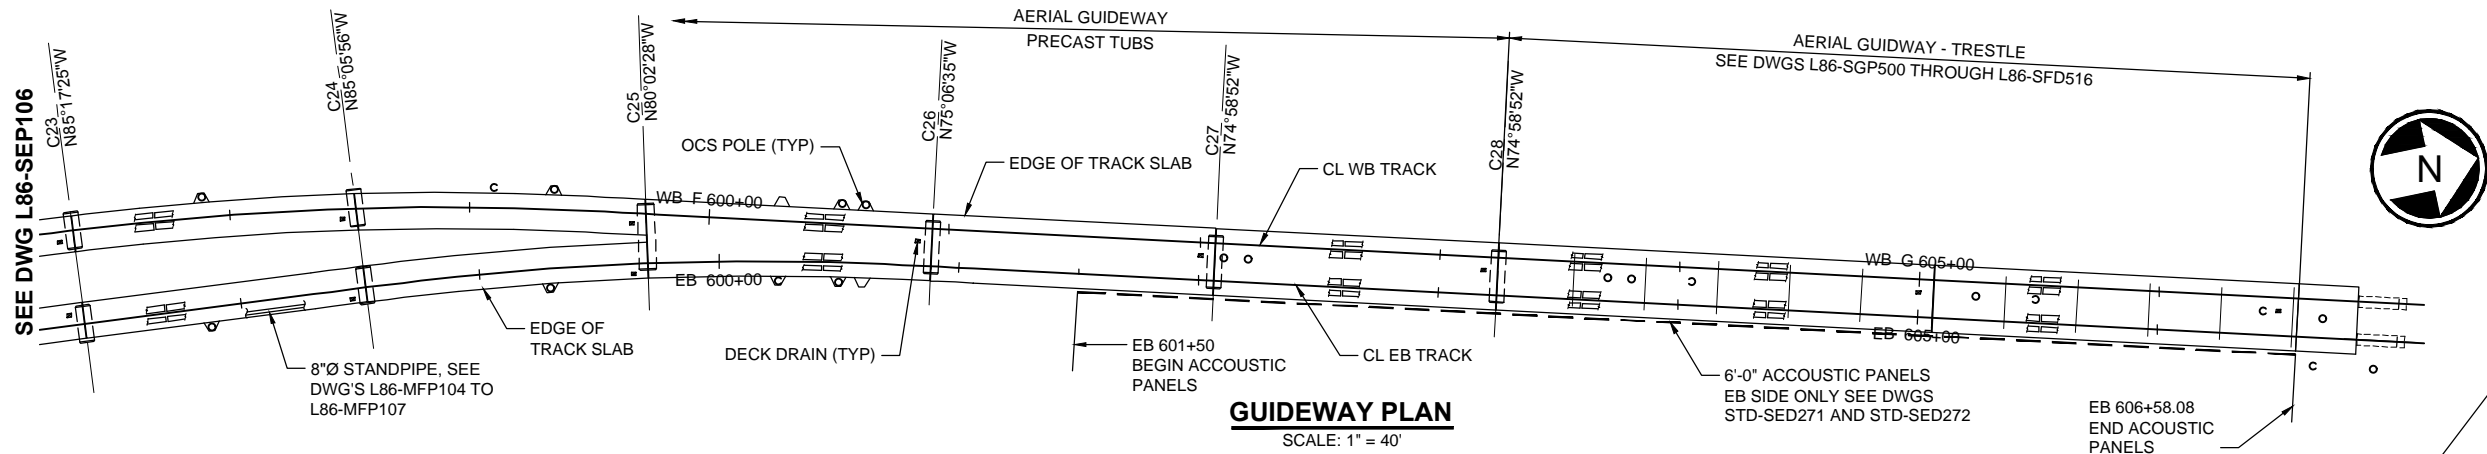 SEE DWG L86-SEP106
C23
N85°17'25"W
C24
N85°05'56"W
C25
N80°02'28"W
C26
N75°06'35"W
C27
N74°58'52"W
C28
N74°58'52"W
AERIAL GUIDEWAY
PRECAST TUBS
AERIAL GUIDWAY - TRESTLE
SEE DWGS L86-SGP500 THROUGH L86-SFD516
OCS POLE (TYP)
EDGE OF TRACK SLAB
CL WB TRACK
N
WB F 600+00
EB 600+00
WB G 605+00
EB 605+00
8"Ø STANDPIPE, SEE
DWG'S L86-MFP104 TO
L86-MFP107
EDGE OF
TRACK SLAB
DECK DRAIN (TYP)
EB 601+50
BEGIN ACCOUSTIC
PANELS
CL EB TRACK
6'-0" ACCOUSTIC PANELS
EB SIDE ONLY SEE DWGS
STD-SED271 AND STD-SED272
EB 606+58.08
END ACOUSTIC
PANELS
GUIDEWAY PLAN
SCALE: 1" = 40'